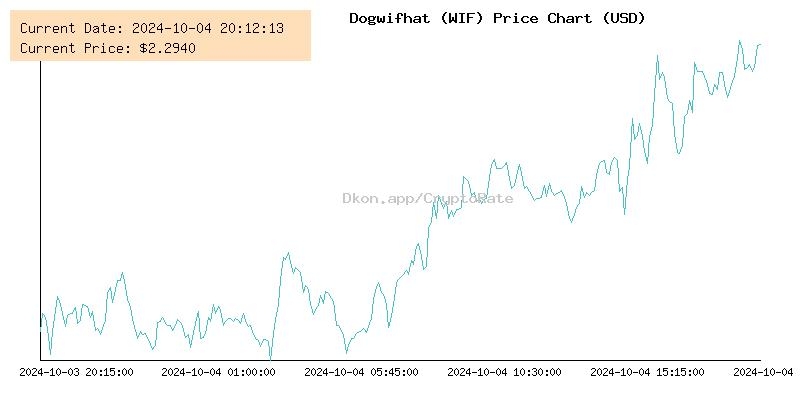 Dogwifhat (WIF) Price Chart (USD)
Current Date: 2024-10-04 20:12:13
Current Price: $2.2940
Dkon.app/CryptoRate
2024-10-03 20:15:00
2024-10-04 01:00:00
2024-10-04 05:45:00
2024-10-04 10:30:00
2024-10-04 15:15:00
2024-10-04